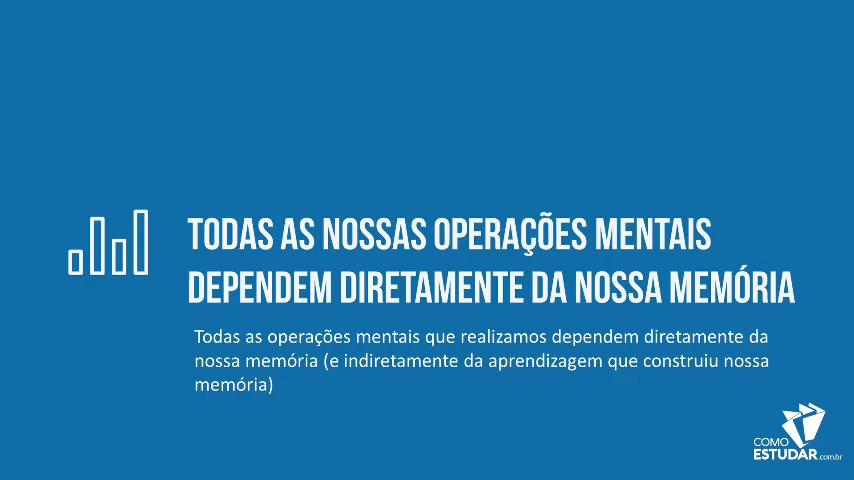 TODAS AS NOSSAS OPERAÇÕES MENTAIS
DEPENDEM DIRETAMENTE DA NOSSA MEMÓRIA
Todas as operações mentais que realizamos dependem diretamente da
nossa memória (e indiretamente da aprendizagem que construiu nossa
memória)
COMO
ESTUDAR.com.br